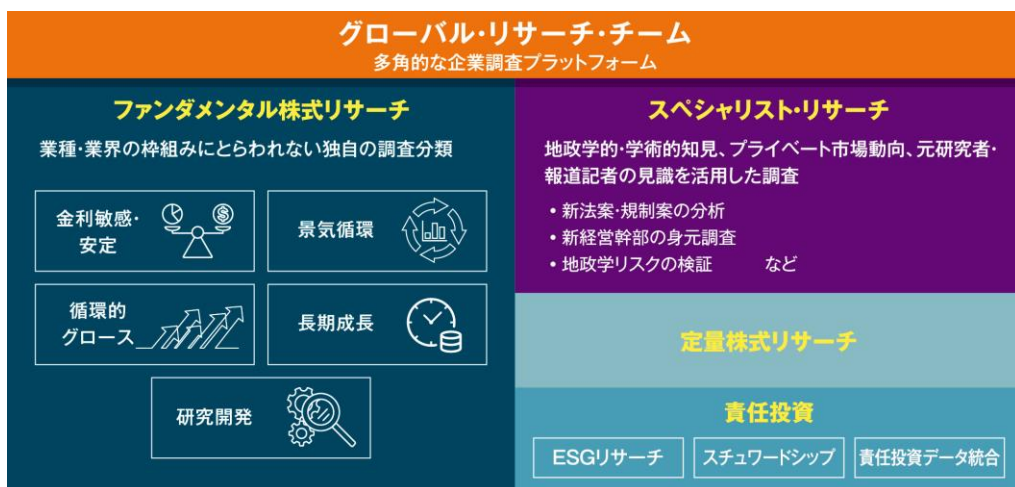 グローバル・リサーチ・チーム
多角的な企業調査プラットフォーム
ファンダメンタル株式リサーチ
業種・業界の枠組みにとらわれない独自の調査分類
金利敏感・
安定
景気循環
循環的
グロース
長期成長
研究開発
スペシャリスト・リサーチ
地政学的・学術的知見、プライベート市場動向、元研究者・
報道記者の見識を活用した調査
• 新法案・規制案の分析
• 新経営幹部の身元調査
• 地政学リスクの検証 など
定量株式リサーチ
責任投資
ESGリサーチ
スチュワードシップ
責任投資データ統合